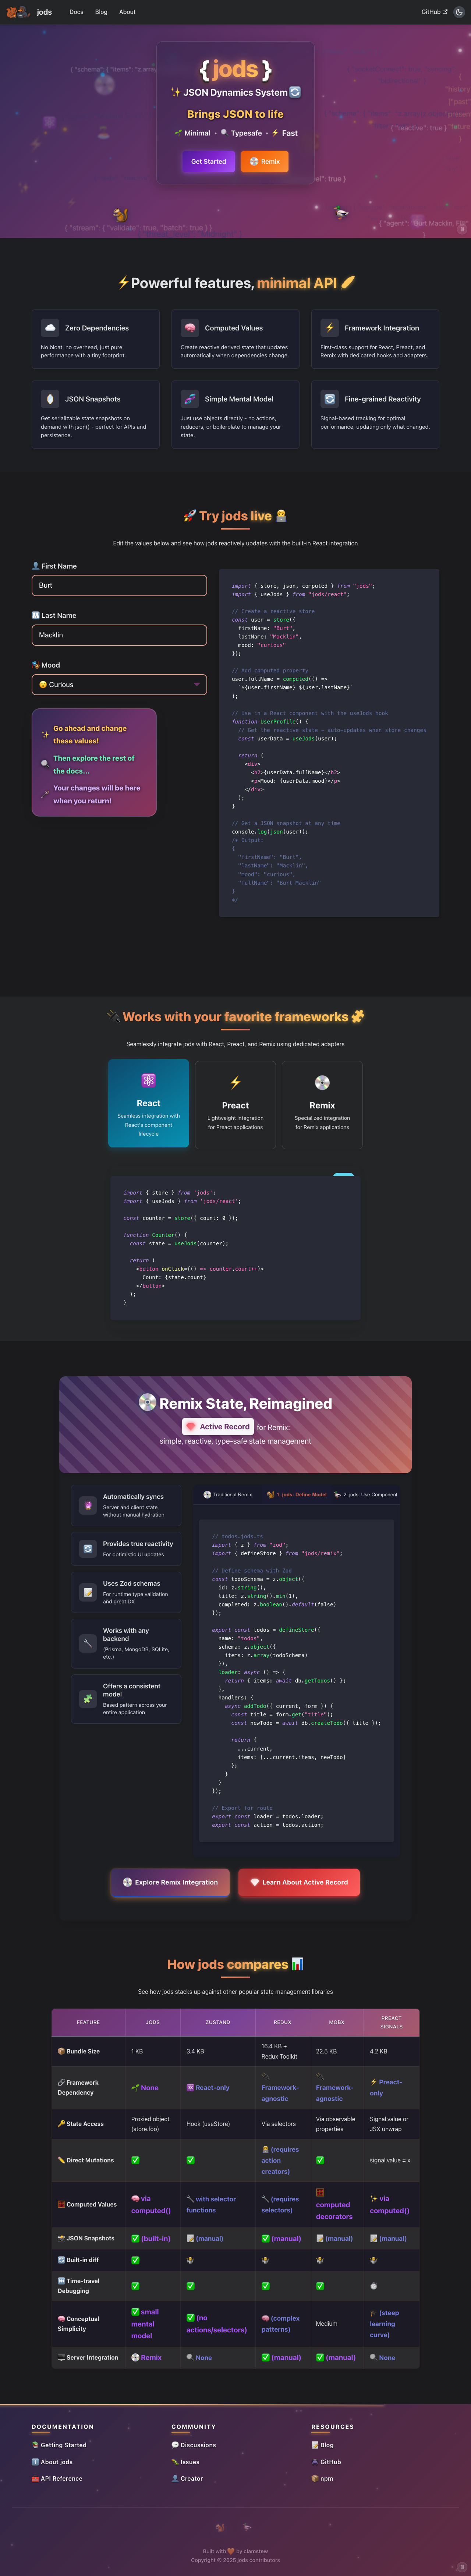 jods
Docs
Blog
About
GitHub
{ "schema": { "items": "z.array
{ jods }
JSON Dynamics System
Brings JSON to life
Minimal • Typesafe • Fast
Get Started
Remix
{ "reactive": true }
{ "stream": { "validate": true, "batch": true } }
Powerful features, minimal API
Zero Dependencies
No bloat, no overhead, just pure
performance with a tiny footprint.
Computed Values
Create reactive derived state that updates
automatically when dependencies change.
Framework Integration
First-class support for React, Preact, and
Remix with dedicated hooks and adapters.
JSON Snapshots
Get serializable state snapshots on
demand with json() - perfect for APIs and
persistence.
Simple Mental Model
Just use objects directly - no actions,
reducers, or boilerplate to manage your
state.
Fine-grained Reactivity
Signal-based tracking for optimal
performance, updating only what changed.
Try jods live
Edit the values below and see how jods reactively updates with the built-in React integration
First Name
Burt
Last Name
Macklin
Mood
Curious
Go ahead and change
these values!
Then explore the rest of
the docs...
Your changes will be here
when you return!
import { store, json, computed } from "jods";
import { useJods } from "jods/react";
// Create a reactive store
const user = store({
firstName: "Burt",
lastName: "Macklin",
mood: "curious"
});
// Add computed property
user.fullName = computed(() =>
`${user.firstName} ${user.lastName}`
);
// Use in a React component with the useJods hook
function UserProfile() {
// Get the reactive state – auto-updates when store changes
const userData = useJods(user);
return (
<div>
<h2>{userData.fullName}</h2>
<p>Mood: {userData.mood}</p>
</div>
);
}
// Get a JSON snapshot at any time
console.log(json(user));
/* Output:
{
"firstName": "Burt",
"lastName": "Macklin",
"mood": "curious",
"fullName": "Burt Macklin"
}
*/
Works with your favorite frameworks
Seamlessly integrate jods with React, Preact, and Remix using dedicated adapters
React
Seamless integration with
React's component
lifecycle
Preact
Lightweight integration
for Preact applications
Remix
Specialized integration
for Remix applications
import { store } from 'jods';
import { useJods } from 'jods/react';
const counter = store({ count: 0 });
function Counter() {
const state = useJods(counter);
return (
<button onClick={() => counter.count++}>
Count: {state.count}
</button>
);
}
Remix State, Reimagined
Active Record for Remix:
simple, reactive, type-safe state management
Automatically syncs
Server and client state
without manual hydration
Provides true reactivity
For optimistic UI updates
Uses Zod schemas
For runtime type validation
and great DX
Works with any
backend
(Prisma, MongoDB, SQLite,
etc.)
Offers a consistent
model
Based pattern across your
entire application
Traditional Remix
1. jods: Define Model
2. jods: Use Component
// todos.jods.ts
import { z } from "zod";
import { defineStore } from "jods/remix";
// Define schema with Zod
const todoSchema = z.object({
id: z.string(),
title: z.string().min(1),
completed: z.boolean().default(false)
});
export const todos = defineStore({
name: "todos",
schema: z.object({
items: z.array(todoSchema)
}),
loader: async () => {
return { items: await db.getTodos() };
},
handlers: {
async addTodo({ current, form }) {
const title = form.get("title");
const newTodo = await db.createTodo({ title });
return {
...current,
items: [...current.items, newTodo]
};
}
}
});
// Export for route
export const loader = todos.loader;
export const action = todos.action;
Explore Remix Integration
Learn About Active Record
How jods compares
See how jods stacks up against other popular state management libraries
FEATURE
JODS
ZUSTAND
REDUX
MOBX
PREACT
SIGNALS
Bundle Size
1 KB
3.4 KB
16.4 KB +
Redux Toolkit
22.5 KB
4.2 KB
Framework
Dependency
None
React-only
Framework-
agnostic
Framework-
agnostic
Preact-
only
State Access
Proxied object
(store.foo)
Hook (useStore)
Via selectors
Via observable
properties
Signal.value or
JSX unwrap
Direct Mutations
(requires
action
creators)
signal.value = x
Computed Values
via
computed()
with selector
functions
(requires
selectors)
computed
decorators
via
computed()
JSON Snapshots
(built-in)
(manual)
(manual)
(manual)
(manual)
Built-in diff
Time-travel
Debugging
Conceptual
Simplicity
small
mental
model
(no
actions/selectors)
(complex
patterns)
Medium
(steep
learning
curve)
Server Integration
Remix
None
(manual)
(manual)
None
DOCUMENTATION
Getting Started
About jods
API Reference
COMMUNITY
Discussions
Issues
Creator
RESOURCES
Blog
GitHub
npm
Built with by clamstew
Copyright © 2025 jods contributors